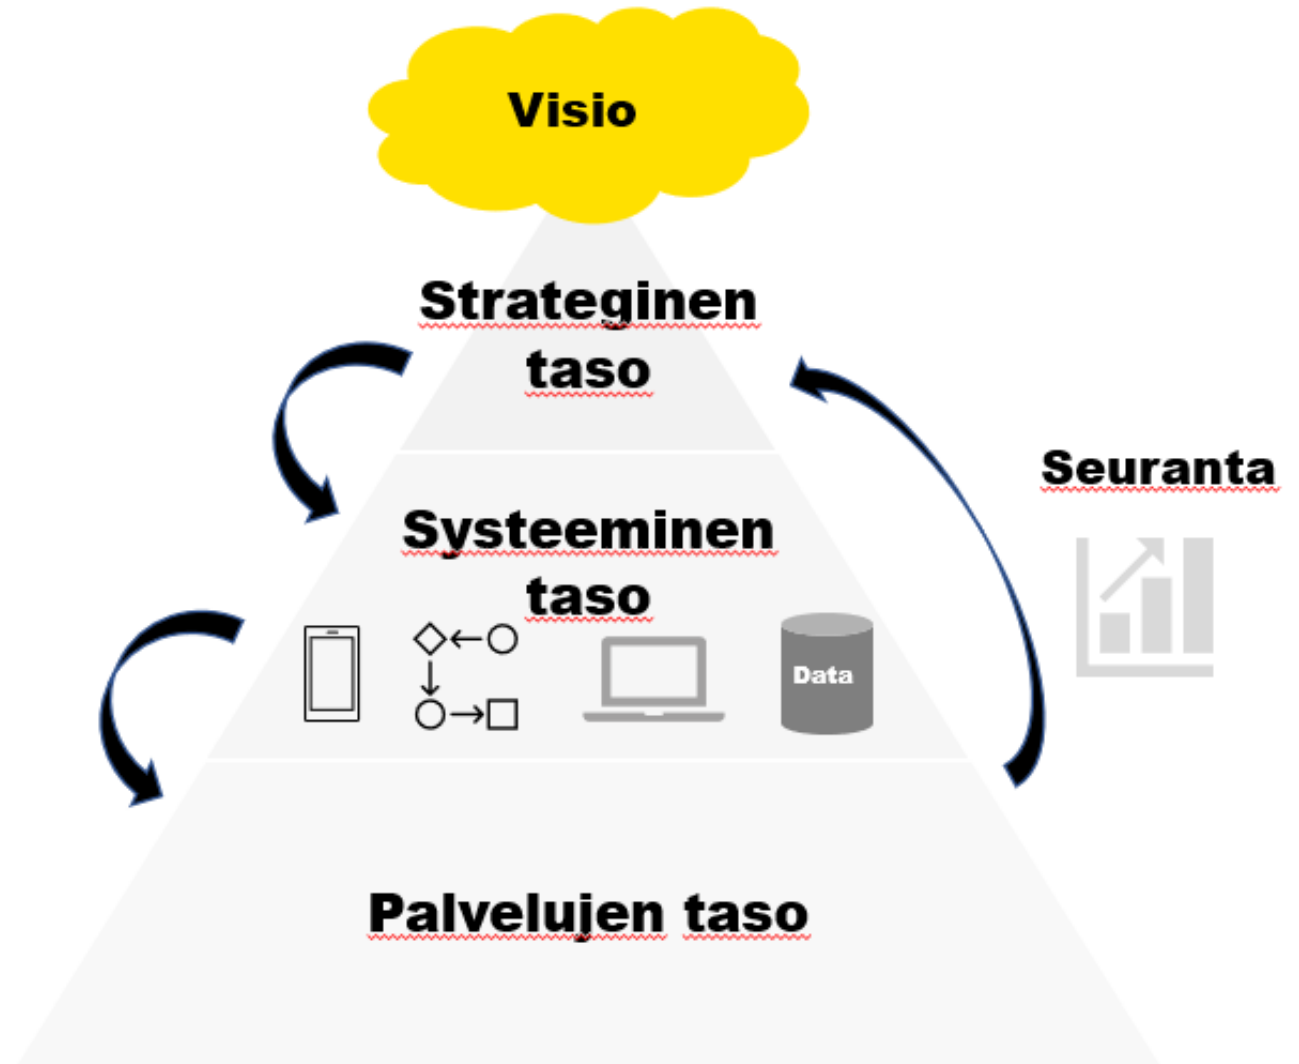 Visio
Strateginen
taso
Seuranta
Systeeminen
taso
Data
Palvelujen taso